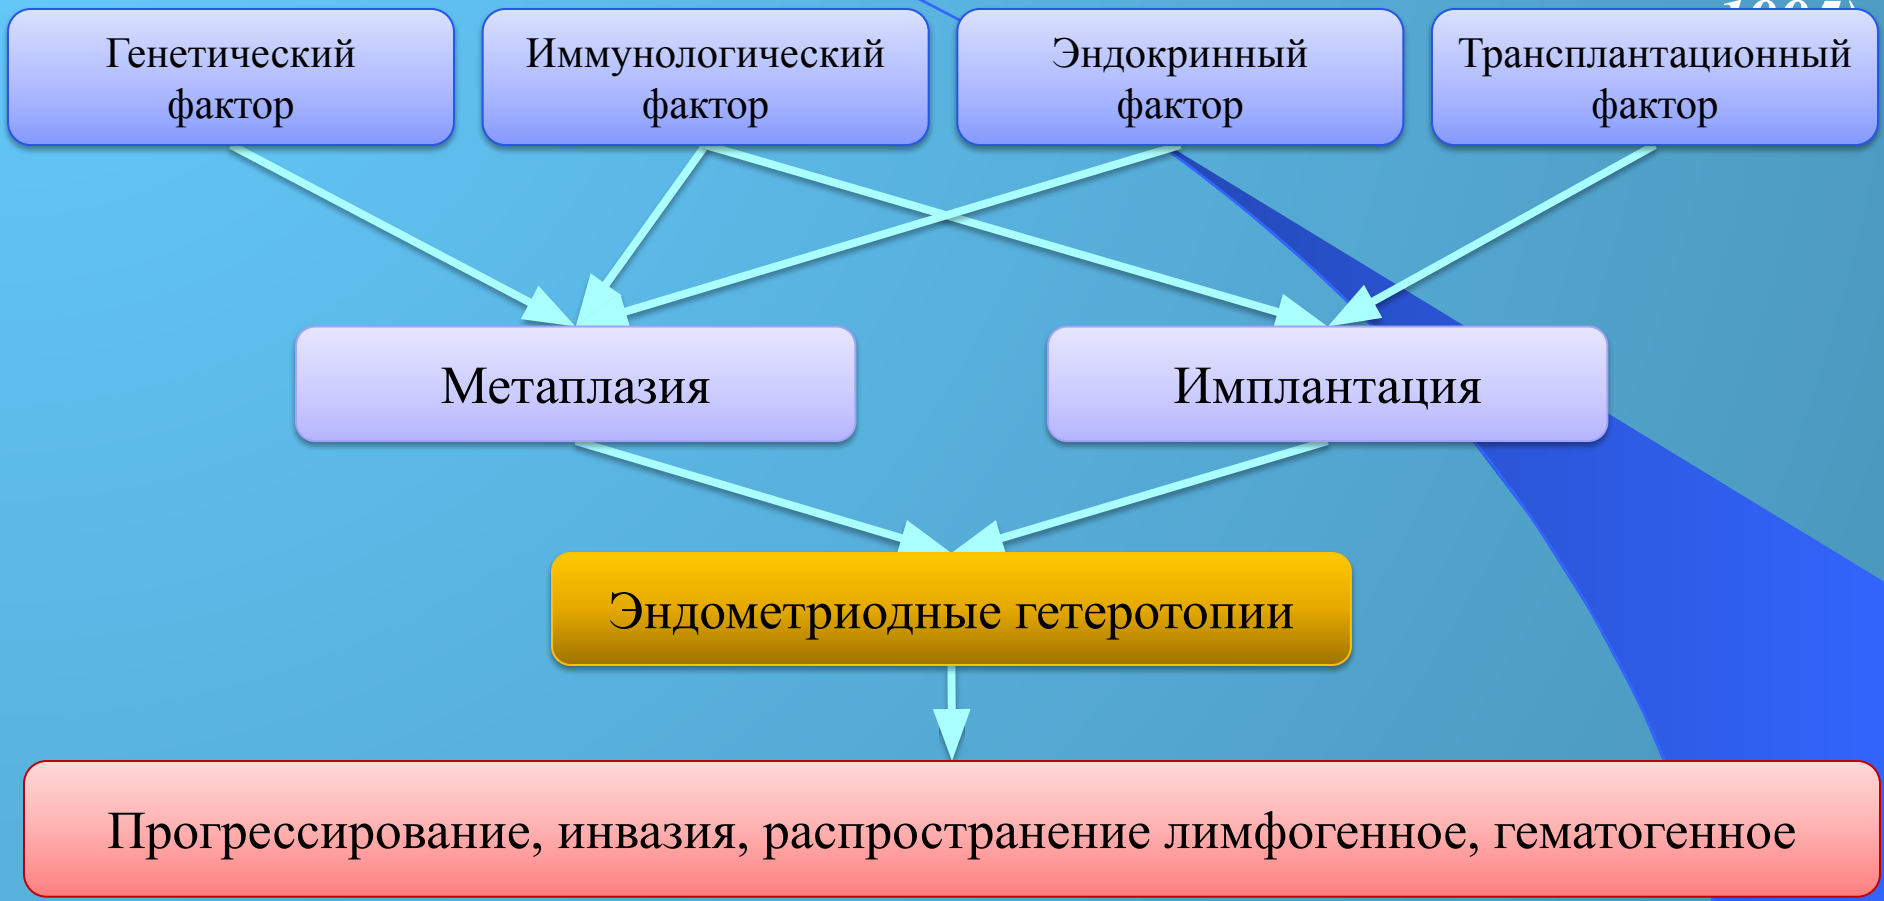 Генетический
фактор
Иммунологический
фактор
Эндокринный
фактор
Трансплантационный
фактор
Метаплазия
Имплантация
Эндометриодные гетеротопии
Прогрессирование, инвазия, распространение лимфогенное, гематогенное